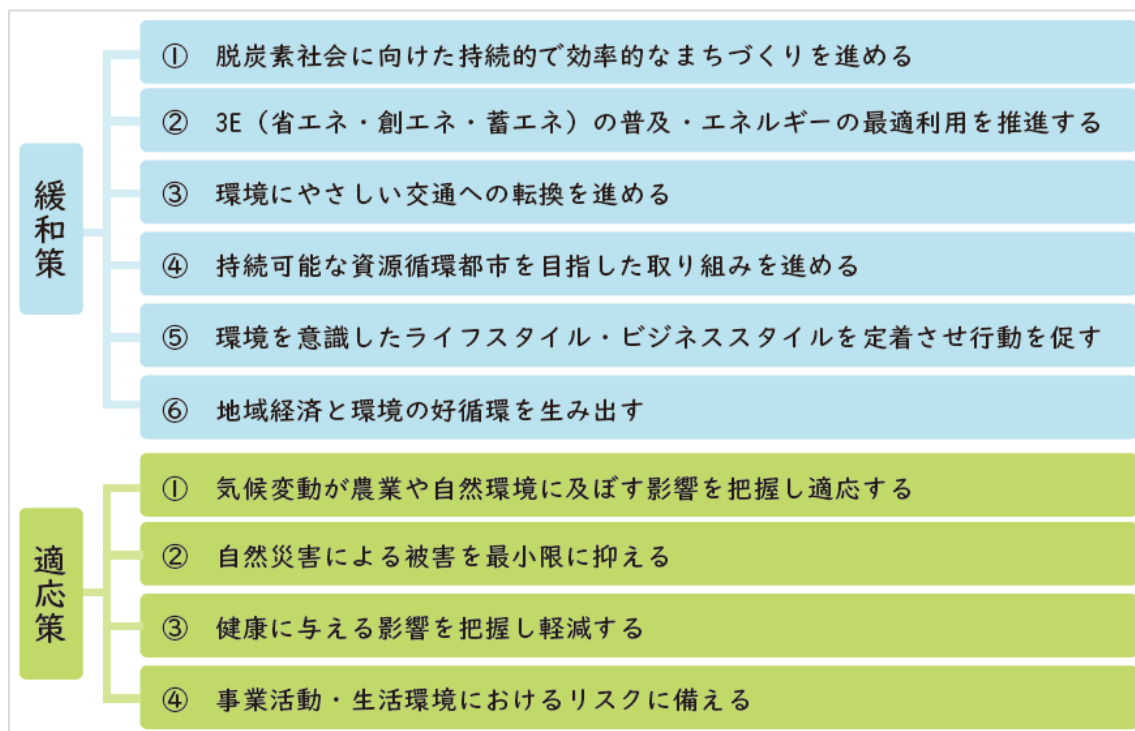 緩和策
① 脱炭素社会に向けた持続的で効率的なまちづくりを進める
② 3E（省エネ・創エネ・蓄エネ）の普及・エネルギーの最適利用を推進する
③ 環境にやさしい交通への転換を進める
④ 持続可能な資源循環都市を目指した取り組みを進める
⑤ 環境を意識したライフスタイル・ビジネススタイルを定着させ行動を促す
⑥ 地域経済と環境の好循環を生み出す
適応策
① 気候変動が農業や自然環境に及ぼす影響を把握し適応する
② 自然災害による被害を最小限に抑える
③ 健康に与える影響を把握し軽減する
④ 事業活動・生活環境におけるリスクに備える